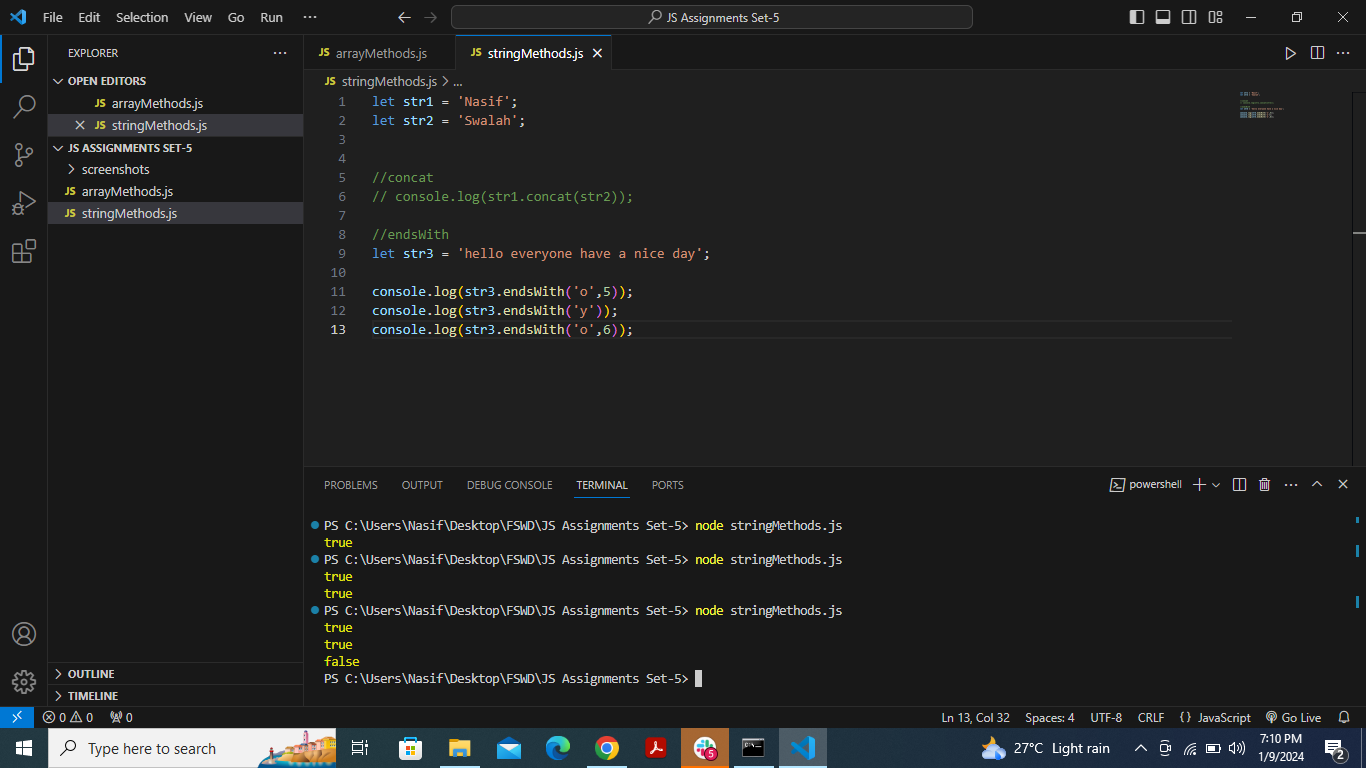 File Edit Selection View Go Run ··· JS Assignments Set-5
EXPLORER ···
OPEN EDITORS
JS arrayMethods.js
JS stringMethods.js
JS ASSIGNMENTS SET-5
screenshots
JS arrayMethods.js
JS stringMethods.js
OUTLINE
TIMELINE
JS arrayMethods.js JS stringMethods.js
JS stringMethods.js > ...
1 let str1 = 'Nasif';
2 let str2 = 'Swalah';
3
4
5 //concat
6 // console.log(str1.concat(str2));
7
8 //endsWith
9 let str3 = 'hello everyone have a nice day';
10
11 console.log(str3.endsWith('o',5));
12 console.log(str3.endsWith('y'));
13 console.log(str3.endsWith('o',6));
PROBLEMS OUTPUT DEBUG CONSOLE TERMINAL PORTS powershell
PS C:\Users\Nasif\Desktop\FSWD\JS Assignments Set-5> node stringMethods.js
true
PS C:\Users\Nasif\Desktop\FSWD\JS Assignments Set-5> node stringMethods.js
true
true
PS C:\Users\Nasif\Desktop\FSWD\JS Assignments Set-5> node stringMethods.js
true
true
false
PS C:\Users\Nasif\Desktop\FSWD\JS Assignments Set-5>
0 0 0 Ln 13, Col 32 Spaces: 4 UTF-8 CRLF {} JavaScript Go Live
Type here to search 5 27°C Light rain 7:10 PM 2
1/9/2024